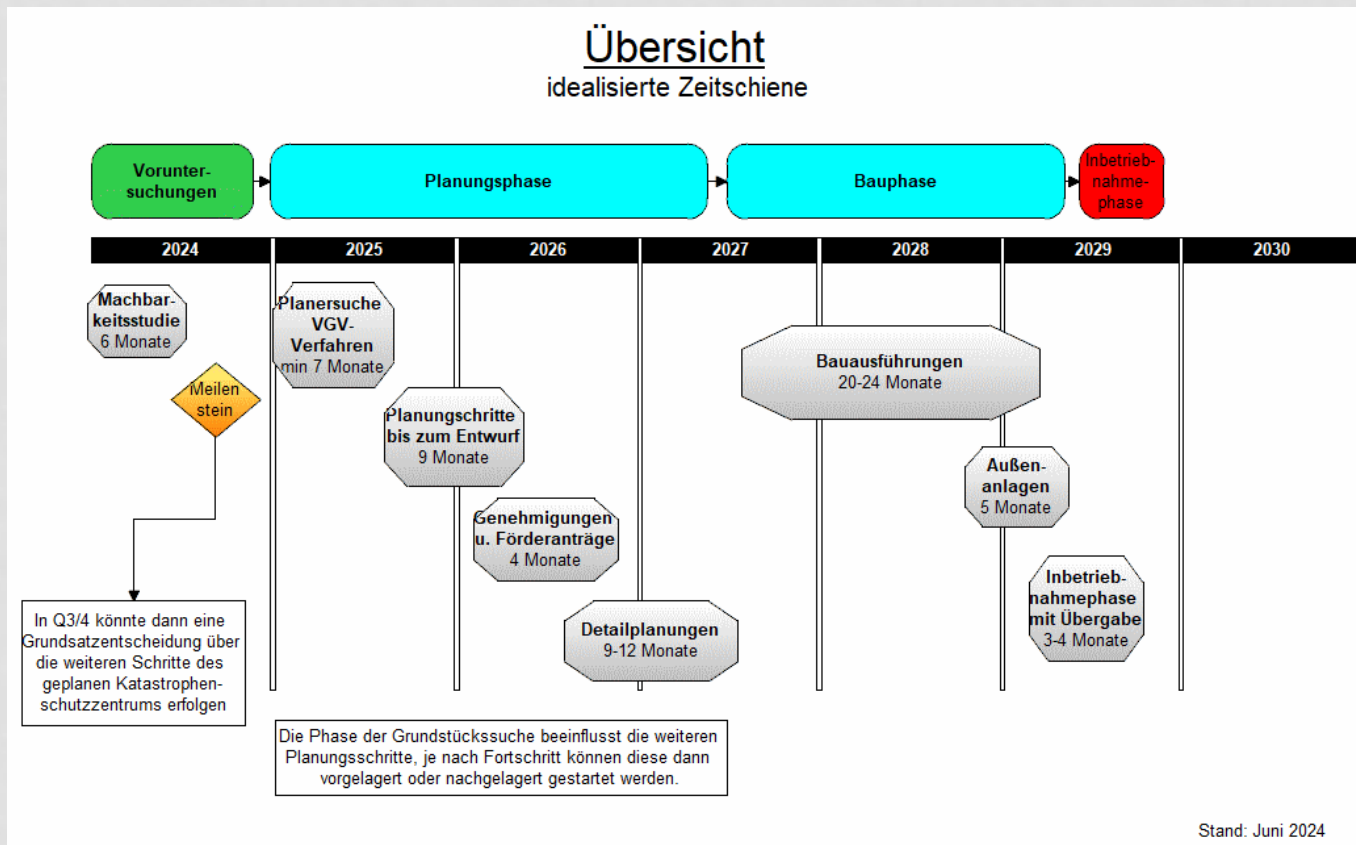 Übersicht
idealisierte Zeitschiene
Vorunter-
suchungen
Planungsphase
Bauphase
Inbetrieb-
nahme-
phase
2024
2025
2026
2027
2028
2029
2030
Machbar-
keitsstudie
6 Monate
Meilen
stein
Planersuche
VGV-
Verfahren
min 7 Monate
Planungschritte
bis zum Entwurf
9 Monate
Genehmigungen
u. Förderanträge
4 Monate
Detailplanungen
9-12 Monate
Bauausführungen
20-24 Monate
Außen-
anlagen
5 Monate
Inbetrieb-
nahmephase
mit Übergabe
3-4 Monate
In Q3/4 könnte dann eine
Grundsatzentscheidung über
die weiteren Schritte des
geplanen Katastrophen-
schutzzentrums erfolgen
Die Phase der Grundstückssuche beeinflusst die weiteren
Planungsschritte, je nach Fortschritt können diese dann
vorgelagert oder nachgelagert gestartet werden.
Stand: Juni 2024